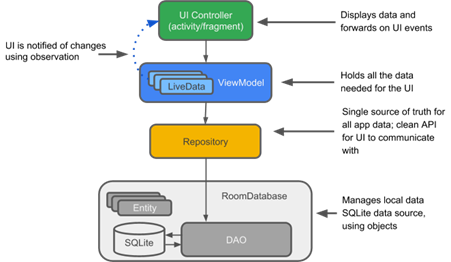 UI Controller
(activity/fragment)
Displays data and
forwards on UI events
UI is notified of changes
using observation
LiveData
ViewModel
Holds all the data
needed for the UI
Repository
Single source of truth for
all app data; clean API
for UI to communicate
with
RoomDatabase
Entity
SQLite
DAO
Manages local data
SQLite data source,
using objects